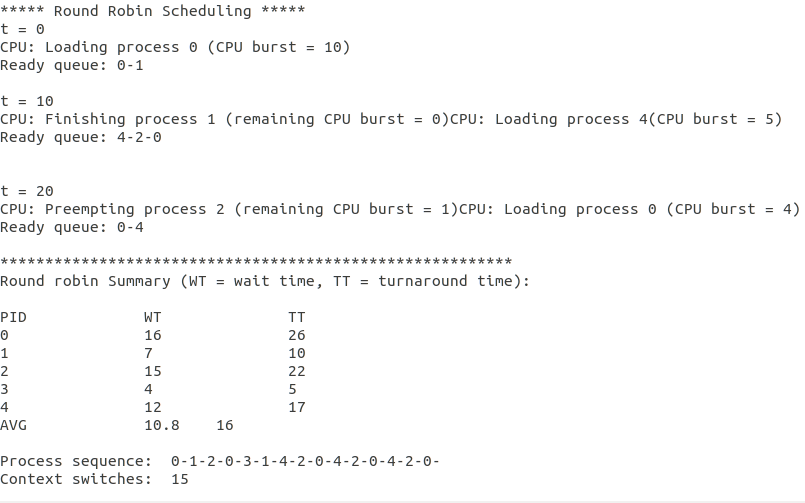 ***** Round Robin Scheduling *****
t = 0
CPU: Loading process 0 (CPU burst = 10)
Ready queue: 0-1
t = 10
CPU: Finishing process 1 (remaining CPU burst = 0)CPU: Loading process 4(CPU burst = 5)
Ready queue: 4-2-0
t = 20
CPU: Preempting process 2 (remaining CPU burst = 1)CPU: Loading process 0 (CPU burst = 4)
Ready queue: 0-4
*********************************************************
Round robin Summary (WT = wait time, TT = turnaround time):
PID WT TT
0 16 26
1 7 10
2 15 22
3 4 5
4 12 17
AVG 10.8 16
Process sequence: 0-1-2-0-3-1-4-2-0-4-2-0-4-2-0-
Context switches: 15